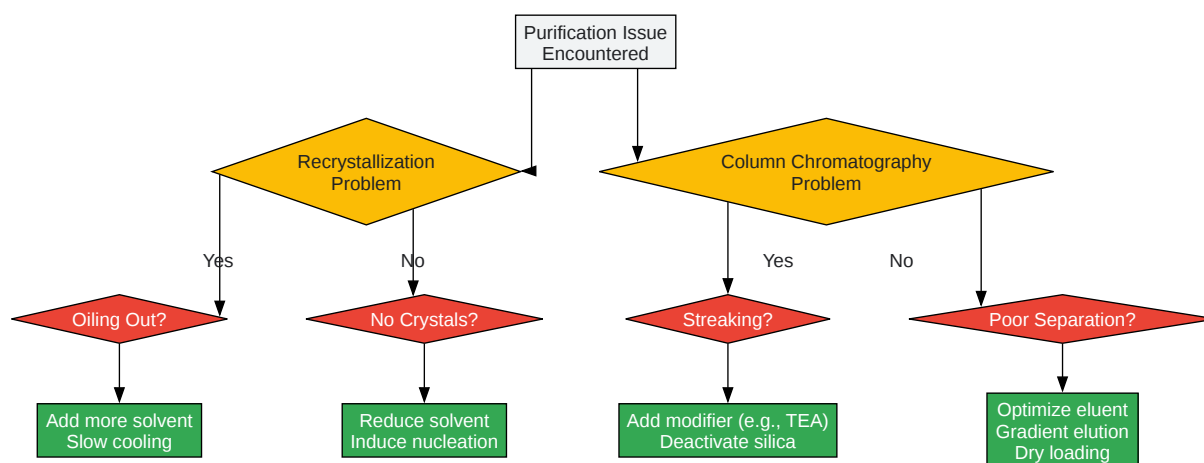 Purification Issue
Encountered
Recrystallization
Problem
Column Chromatography
Problem
Yes
No
Yes
No
Oiling Out?
No Crystals?
Streaking?
Poor Separation?
Add more solvent
Slow cooling
Reduce solvent
Induce nucleation
Add modifier (e.g., TEA)
Deactivate silica
Optimize eluent
Gradient elution
Dry loading